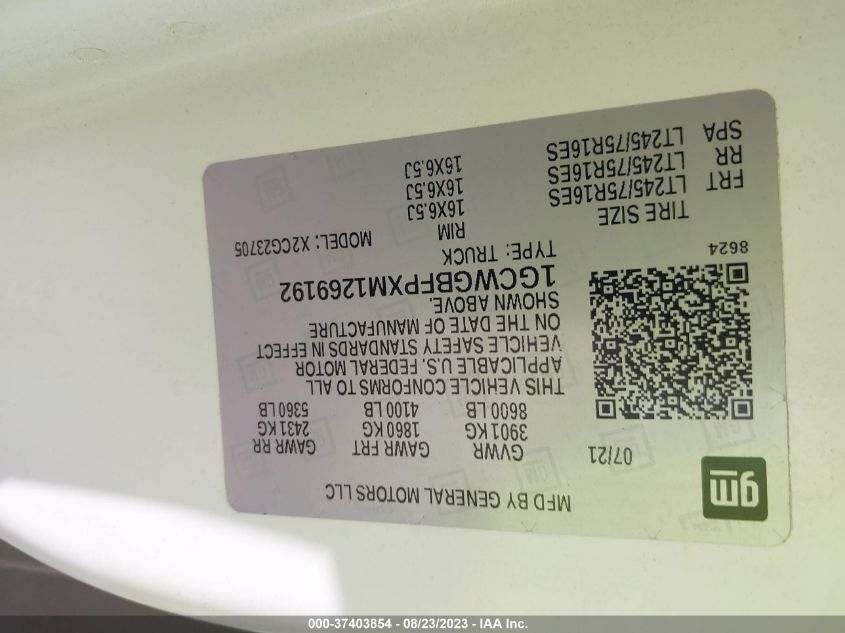 gm
MFD BY GENERAL MOTORS LLC
07/21
GVWR GAWR FRT GAWR RR
3901 KG 1860 KG 2431 KG
8600 LB 4100 LB 5360 LB
THIS VEHICLE CONFORMS TO ALL
APPLICABLE U.S. FEDERAL MOTOR
VEHICLE SAFETY STANDARDS IN EFFECT
ON THE DATE OF MANUFACTURE
SHOWN ABOVE.
1GCWGBFPXM1269192
8624
TYPE: TRUCK MODEL: X2CG23705
TIRE SIZE RIM
FRT LT245/75R16ES 16X6.5J
RR LT245/75R16ES 16X6.5J
SPA LT245/75R16ES 16X6.5J
000-37403854 - 08/23/2023 - IAA Inc.